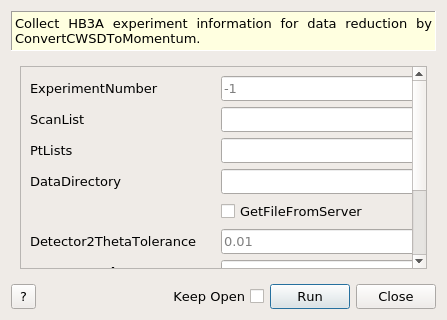 Collect HB3A experiment information for data reduction by
ConvertCWSDToMomentum.
ExperimentNumber
-1
ScanList
PtLists
DataDirectory
GetFileFromServer
Detector2ThetaTolerance
0.01
?
Keep Open
Run
Close